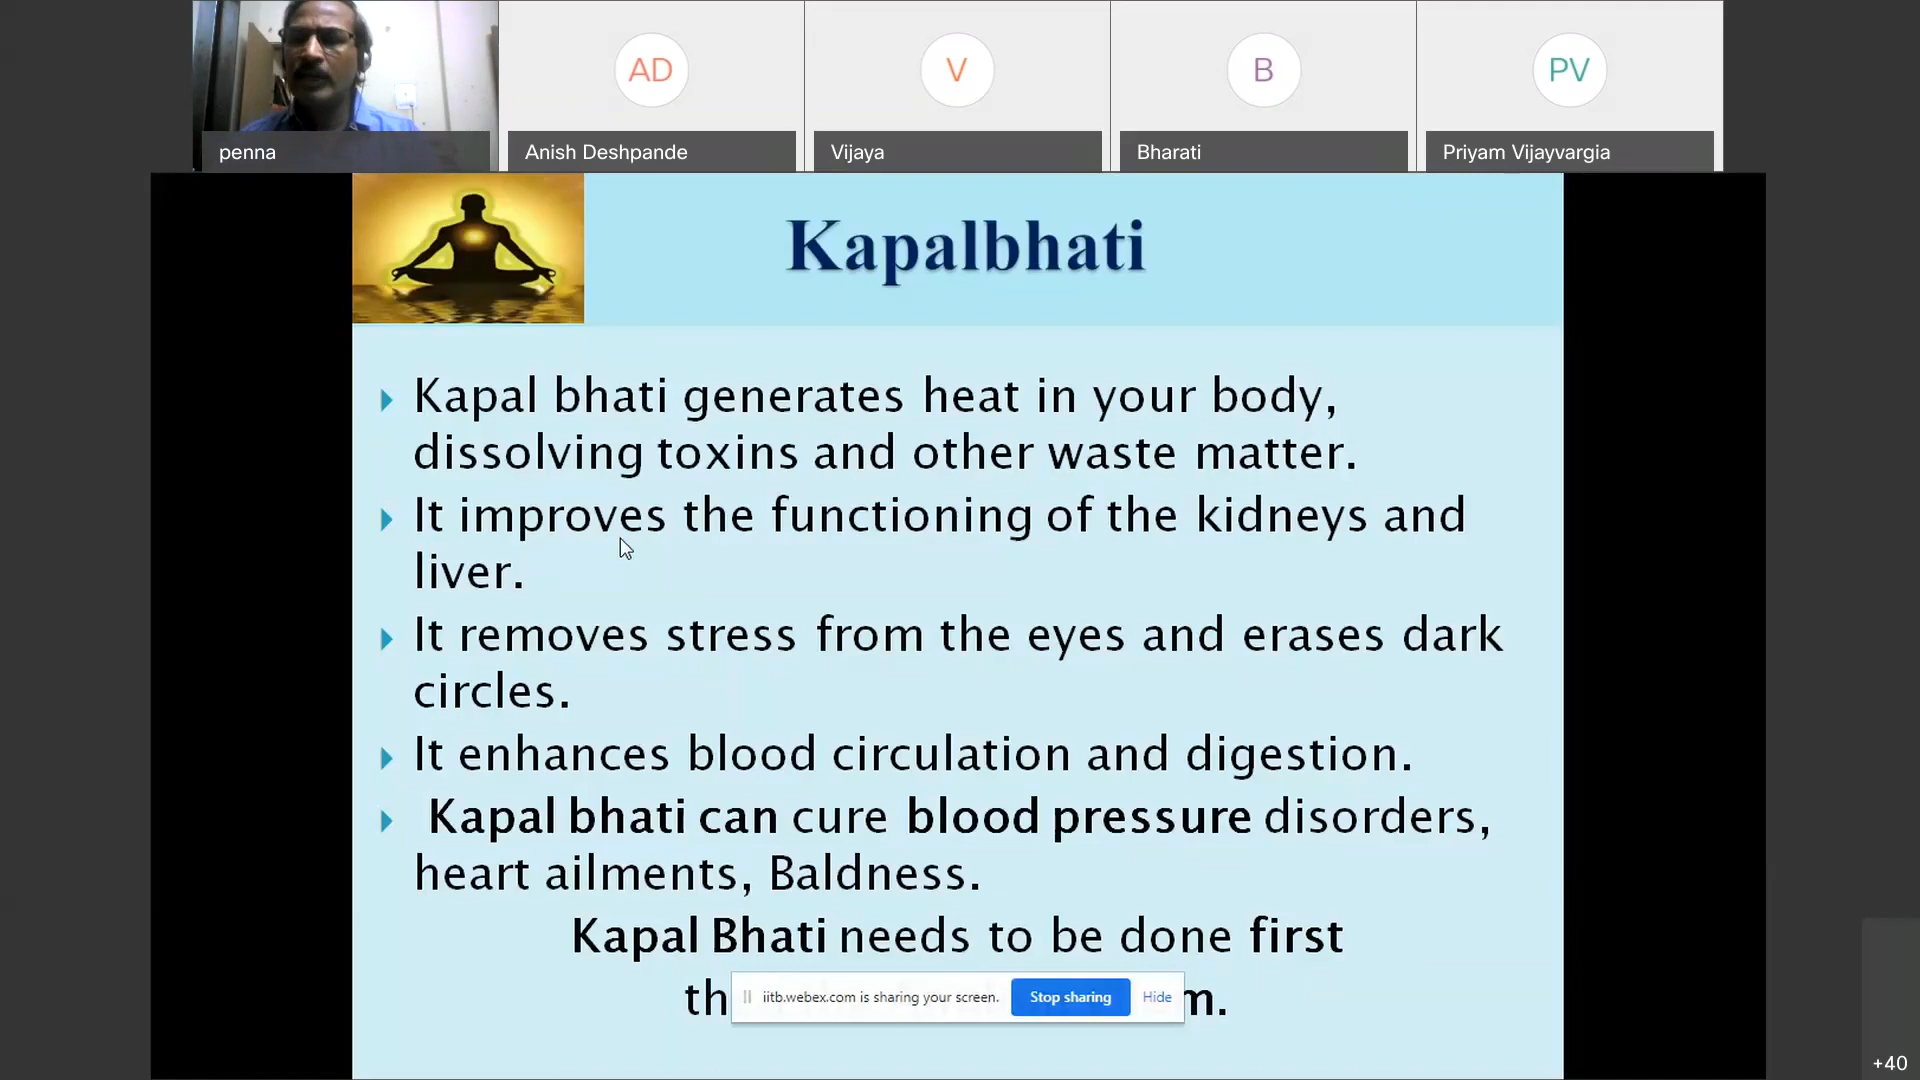 AD
V
B
PV
penna
Anish Deshpande
Vijaya
Bharati
Priyam Vijayvargia
Kapalbhati
Kapal bhati generates heat in your body,
dissolving toxins and other waste matter.
It improves the functioning of the kidneys and
liver.
It removes stress from the eyes and erases dark
circles.
It enhances blood circulation and digestion.
Kapal bhati can cure blood pressure disorders,
heart ailments, Baldness.
Kapal Bhati needs to be done first
iitb.webex.com is sharing your screen. Stop sharing Hide
+40